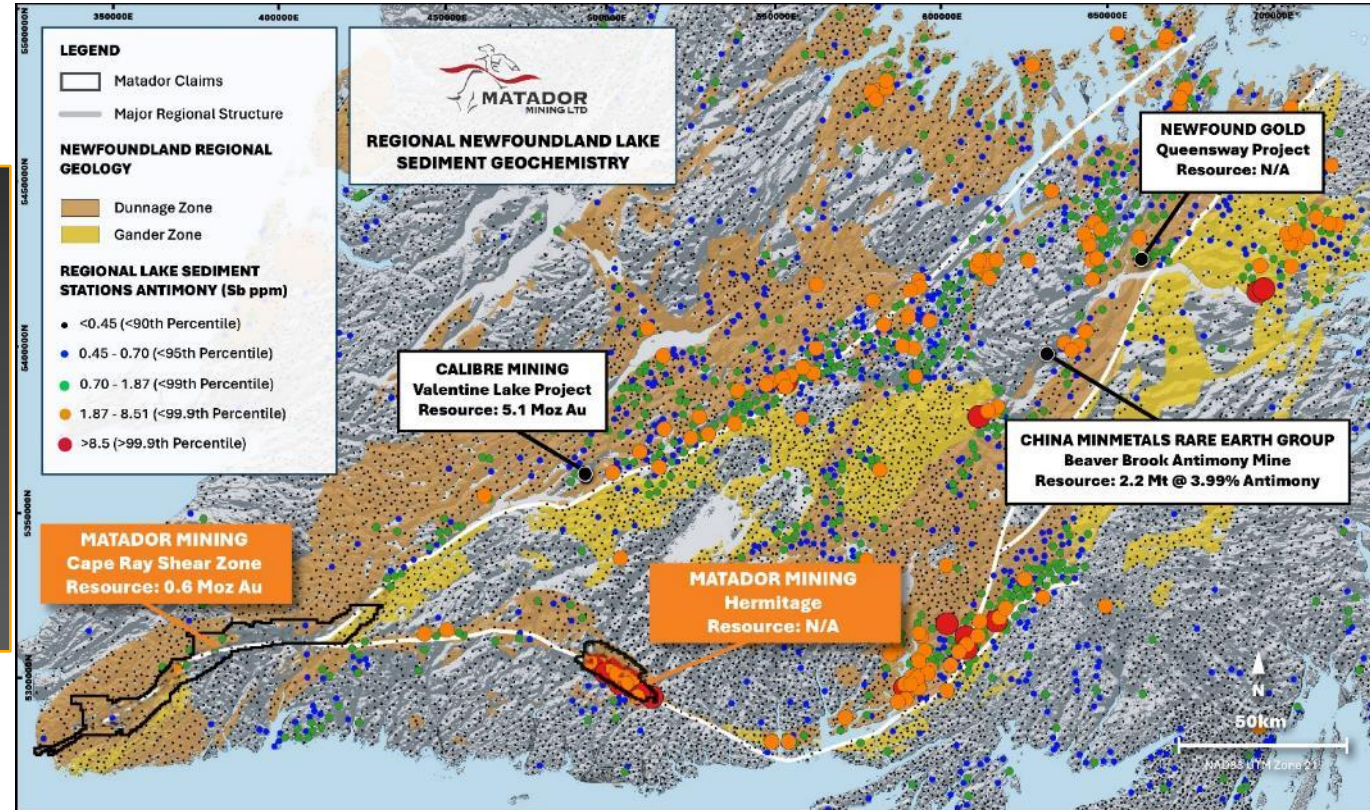 350000E
400000E
450000E
500000E
550000E
600000E
650000E
700000E
5500000N
5450000N
5400000N
5350000N
5300000N
LEGEND
Matador Claims
Major Regional Structure
NEWFOUNDLAND REGIONAL
GEOLOGY
Dunnage Zone
Gander Zone
REGIONAL LAKE SEDIMENT
STATIONS ANTIMONY (Sb ppm)
<0.45 (<90th Percentile)
0.45 - 0.70 (<95th Percentile)
0.70 - 1.87 (<99th Percentile)
1.87 - 8.51 (<99.9th Percentile)
>8.5 (>99.9th Percentile)
MATADOR
MINING LTD
REGIONAL NEWFOUNDLAND LAKE
SEDIMENT GEOCHEMISTRY
NEWFOUND GOLD
Queensway Project
Resource: N/A
CALIBRE MINING
Valentine Lake Project
Resource: 5.1 Moz Au
CHINA MINMETALS RARE EARTH GROUP
Beaver Brook Antimony Mine
Resource: 2.2 Mt @ 3.99% Antimony
MATADOR MINING
Cape Ray Shear Zone
Resource: 0.6 Moz Au
MATADOR MINING
Hermitage
Resource: N/A
N
50km
NAD83 UTM Zone 21